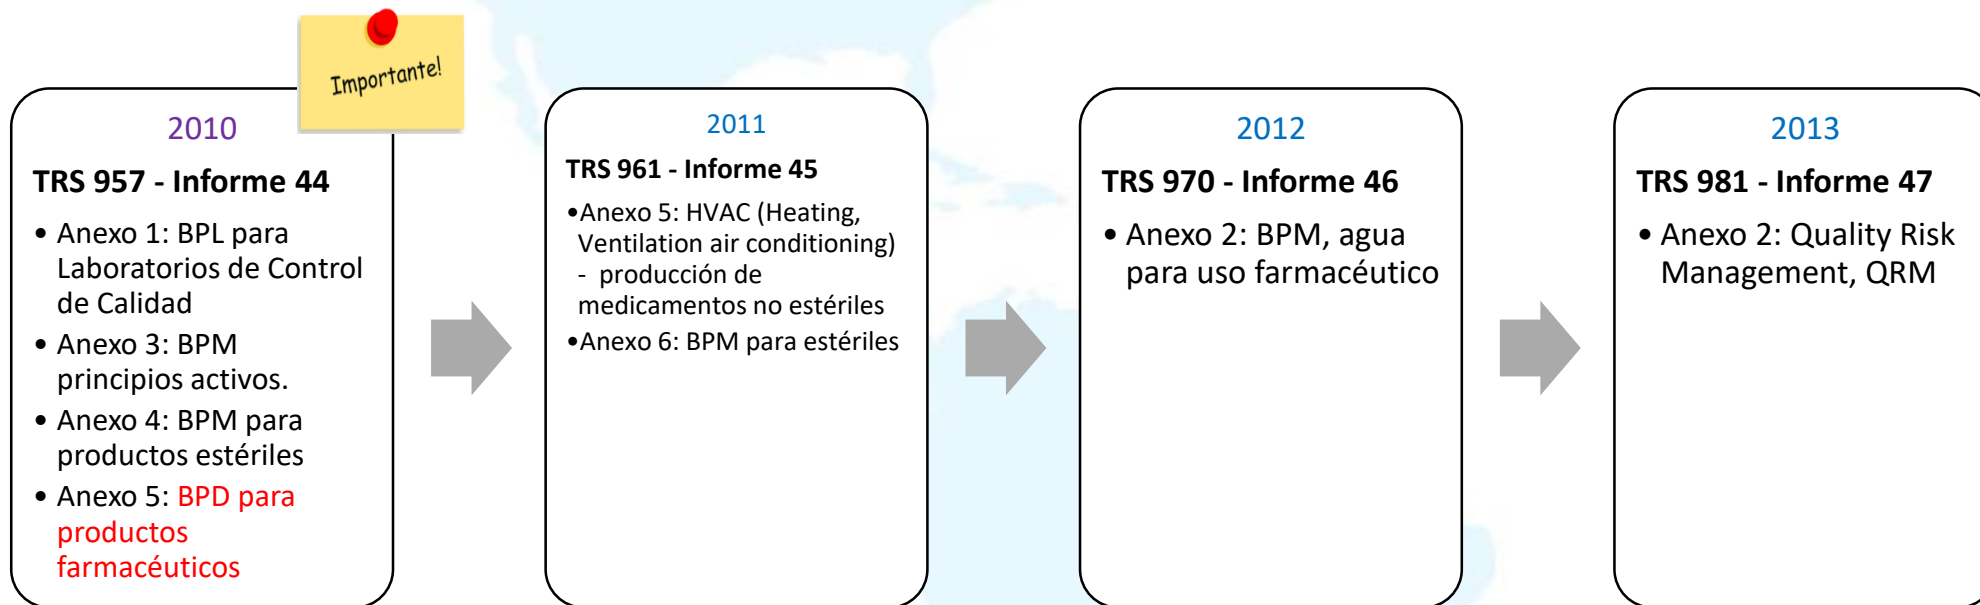 Importante!
2010
TRS 957 - Informe 44
• Anexo 1: BPL para
Laboratorios de Control
de Calidad
• Anexo 3: BPM
principios activos.
• Anexo 4: BPM para
productos estériles
• Anexo 5: BPD para
productos
farmacéuticos
2011
TRS 961 - Informe 45
•Anexo 5: HVAC (Heating,
Ventilation air conditioning)
- producción de
medicamentos no estériles
•Anexo 6: BPM para estériles
2012
TRS 970 - Informe 46
• Anexo 2: BPM, agua
para uso farmacéutico
2013
TRS 981 - Informe 47
• Anexo 2: Quality Risk
Management, QRM